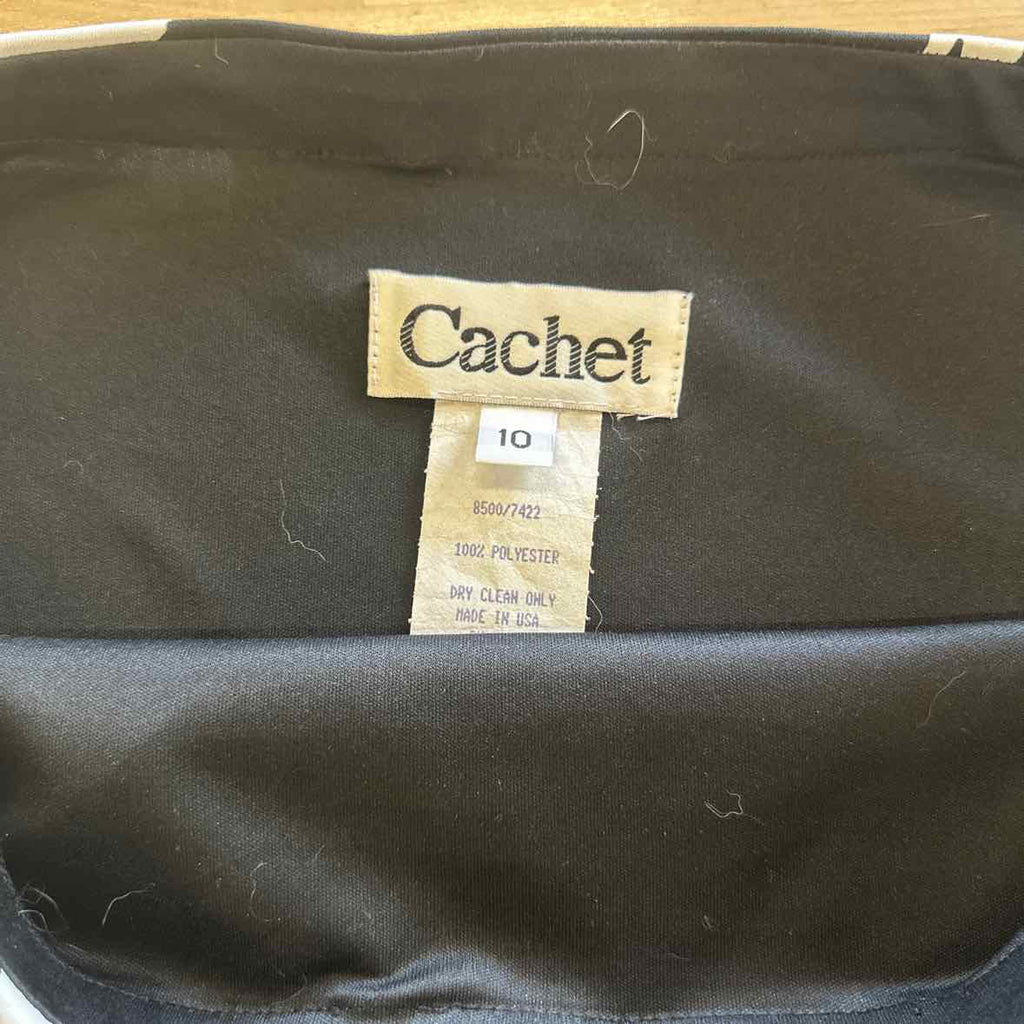 Cachet
10
8500/7422
100% POLYESTER
DRY CLEAN ONLY
MADE IN USA